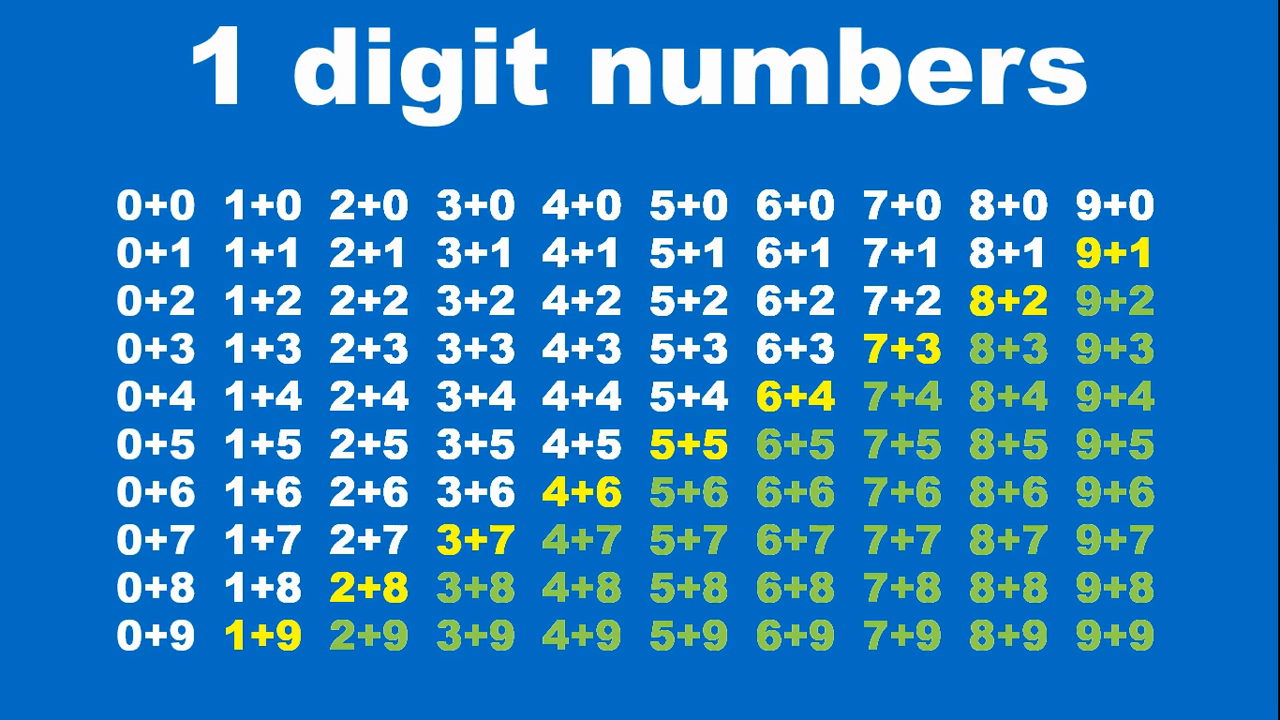 1 digit numbers
0+0 1+0 2+0 3+0 4+0 5+0 6+0 7+0 8+0 9+0
0+1 1+1 2+1 3+1 4+1 5+1 6+1 7+1 8+1 9+1
0+2 1+2 2+2 3+2 4+2 5+2 6+2 7+2 8+2 9+2
0+3 1+3 2+3 3+3 4+3 5+3 6+3 7+3 8+3 9+3
0+4 1+4 2+4 3+4 4+4 5+4 6+4 7+4 8+4 9+4
0+5 1+5 2+5 3+5 4+5 5+5 6+5 7+5 8+5 9+5
0+6 1+6 2+6 3+6 4+6 5+6 6+6 7+6 8+6 9+6
0+7 1+7 2+7 3+7 4+7 5+7 6+7 7+7 8+7 9+7
0+8 1+8 2+8 3+8 4+8 5+8 6+8 7+8 8+8 9+8
0+9 1+9 2+9 3+9 4+9 5+9 6+9 7+9 8+9 9+9